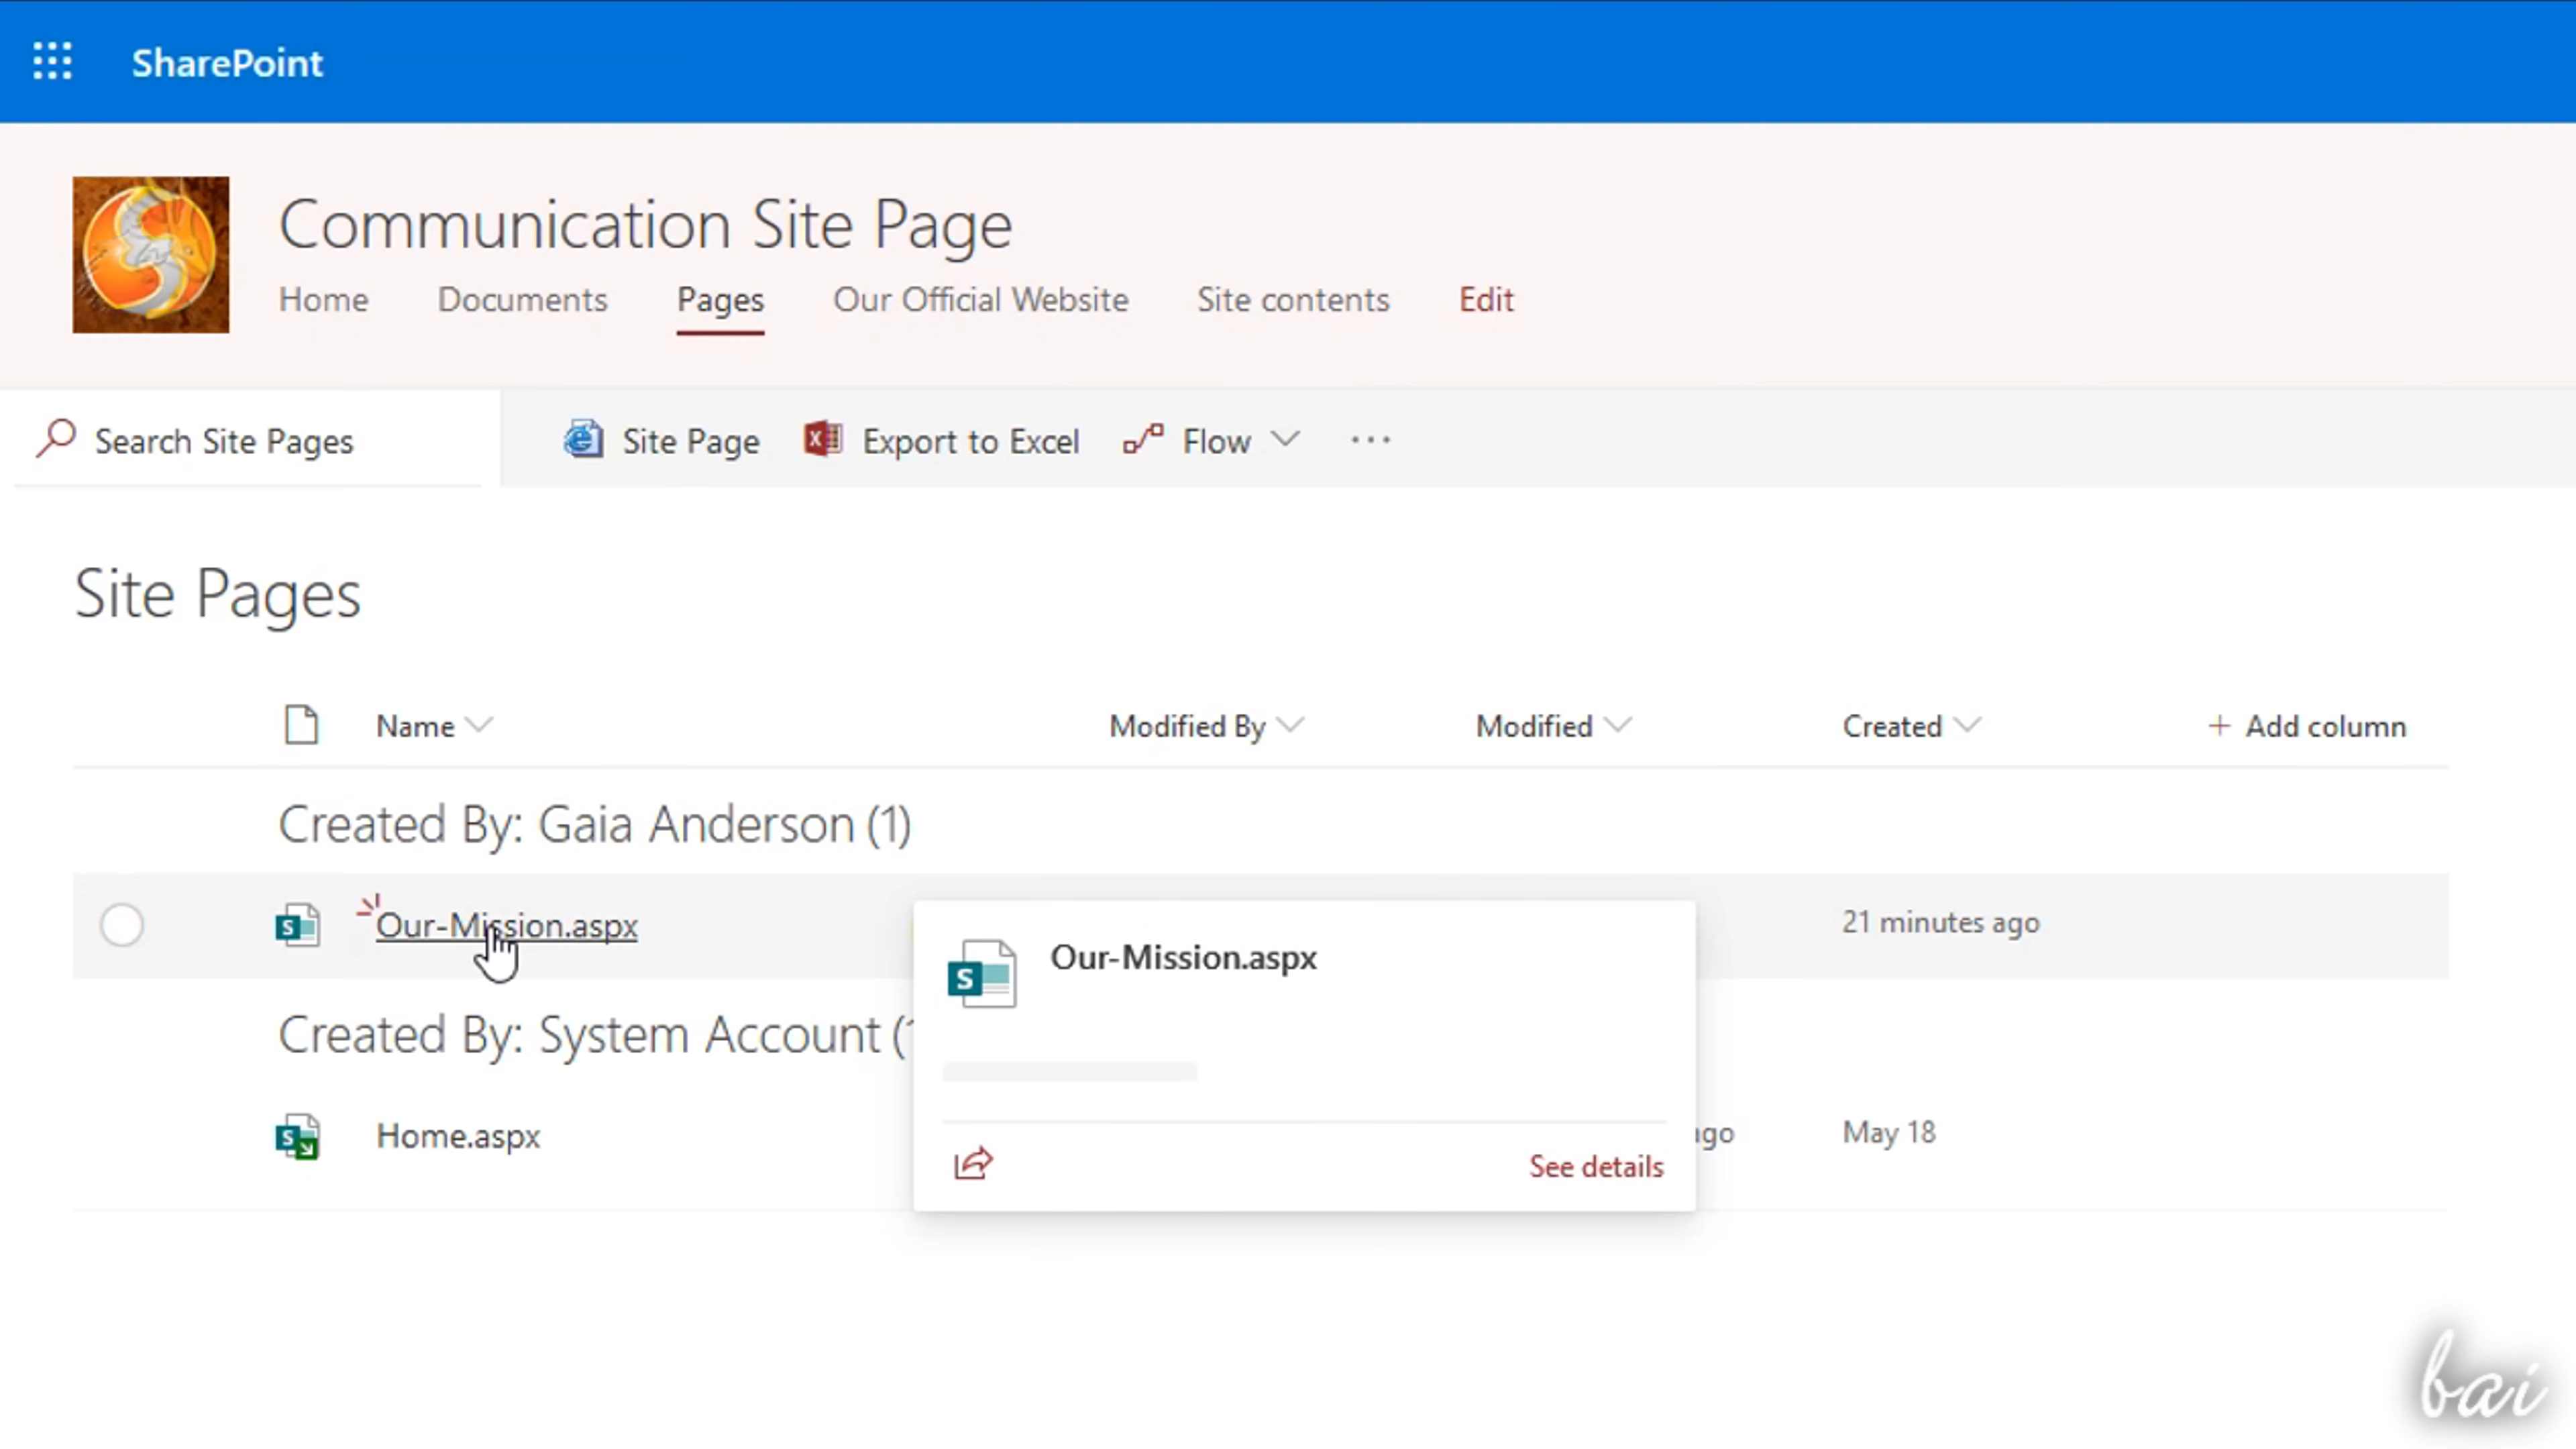 SharePoint
Communication Site Page
Home Documents Pages Our Official Website Site contents Edit
Search Site Pages Site Page Export to Excel Flow ...
Site Pages
Name Modified By Modified Created + Add column
Created By: Gaia Anderson (1)
Our-Mission.aspx 21 minutes ago
Our-Mission.aspx
Created By: System Account (
Home.aspx ago May 18
See details
bai